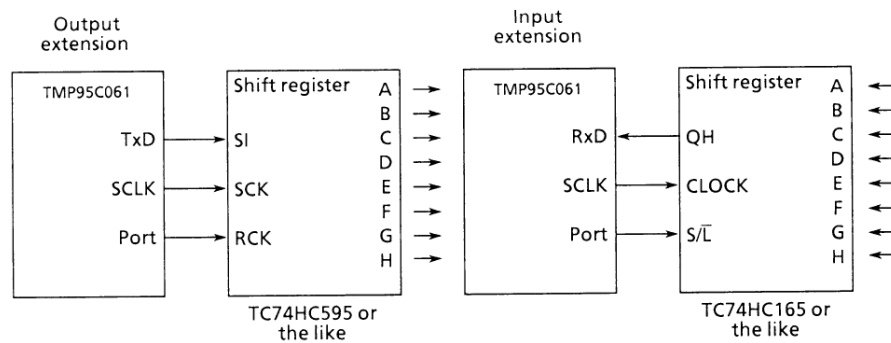 Output
extension
TMP95C061
TxD
SCLK
Port
Shift register
SI
SCK
RCK
A
B
C
D
E
F
G
H
TC74HC595 or
the like
Input
extension
TMP95C061
RxD
SCLK
Port
Shift register
QH
CLOCK
S/L̅
A
B
C
D
E
F
G
H
TC74HC165 or
the like